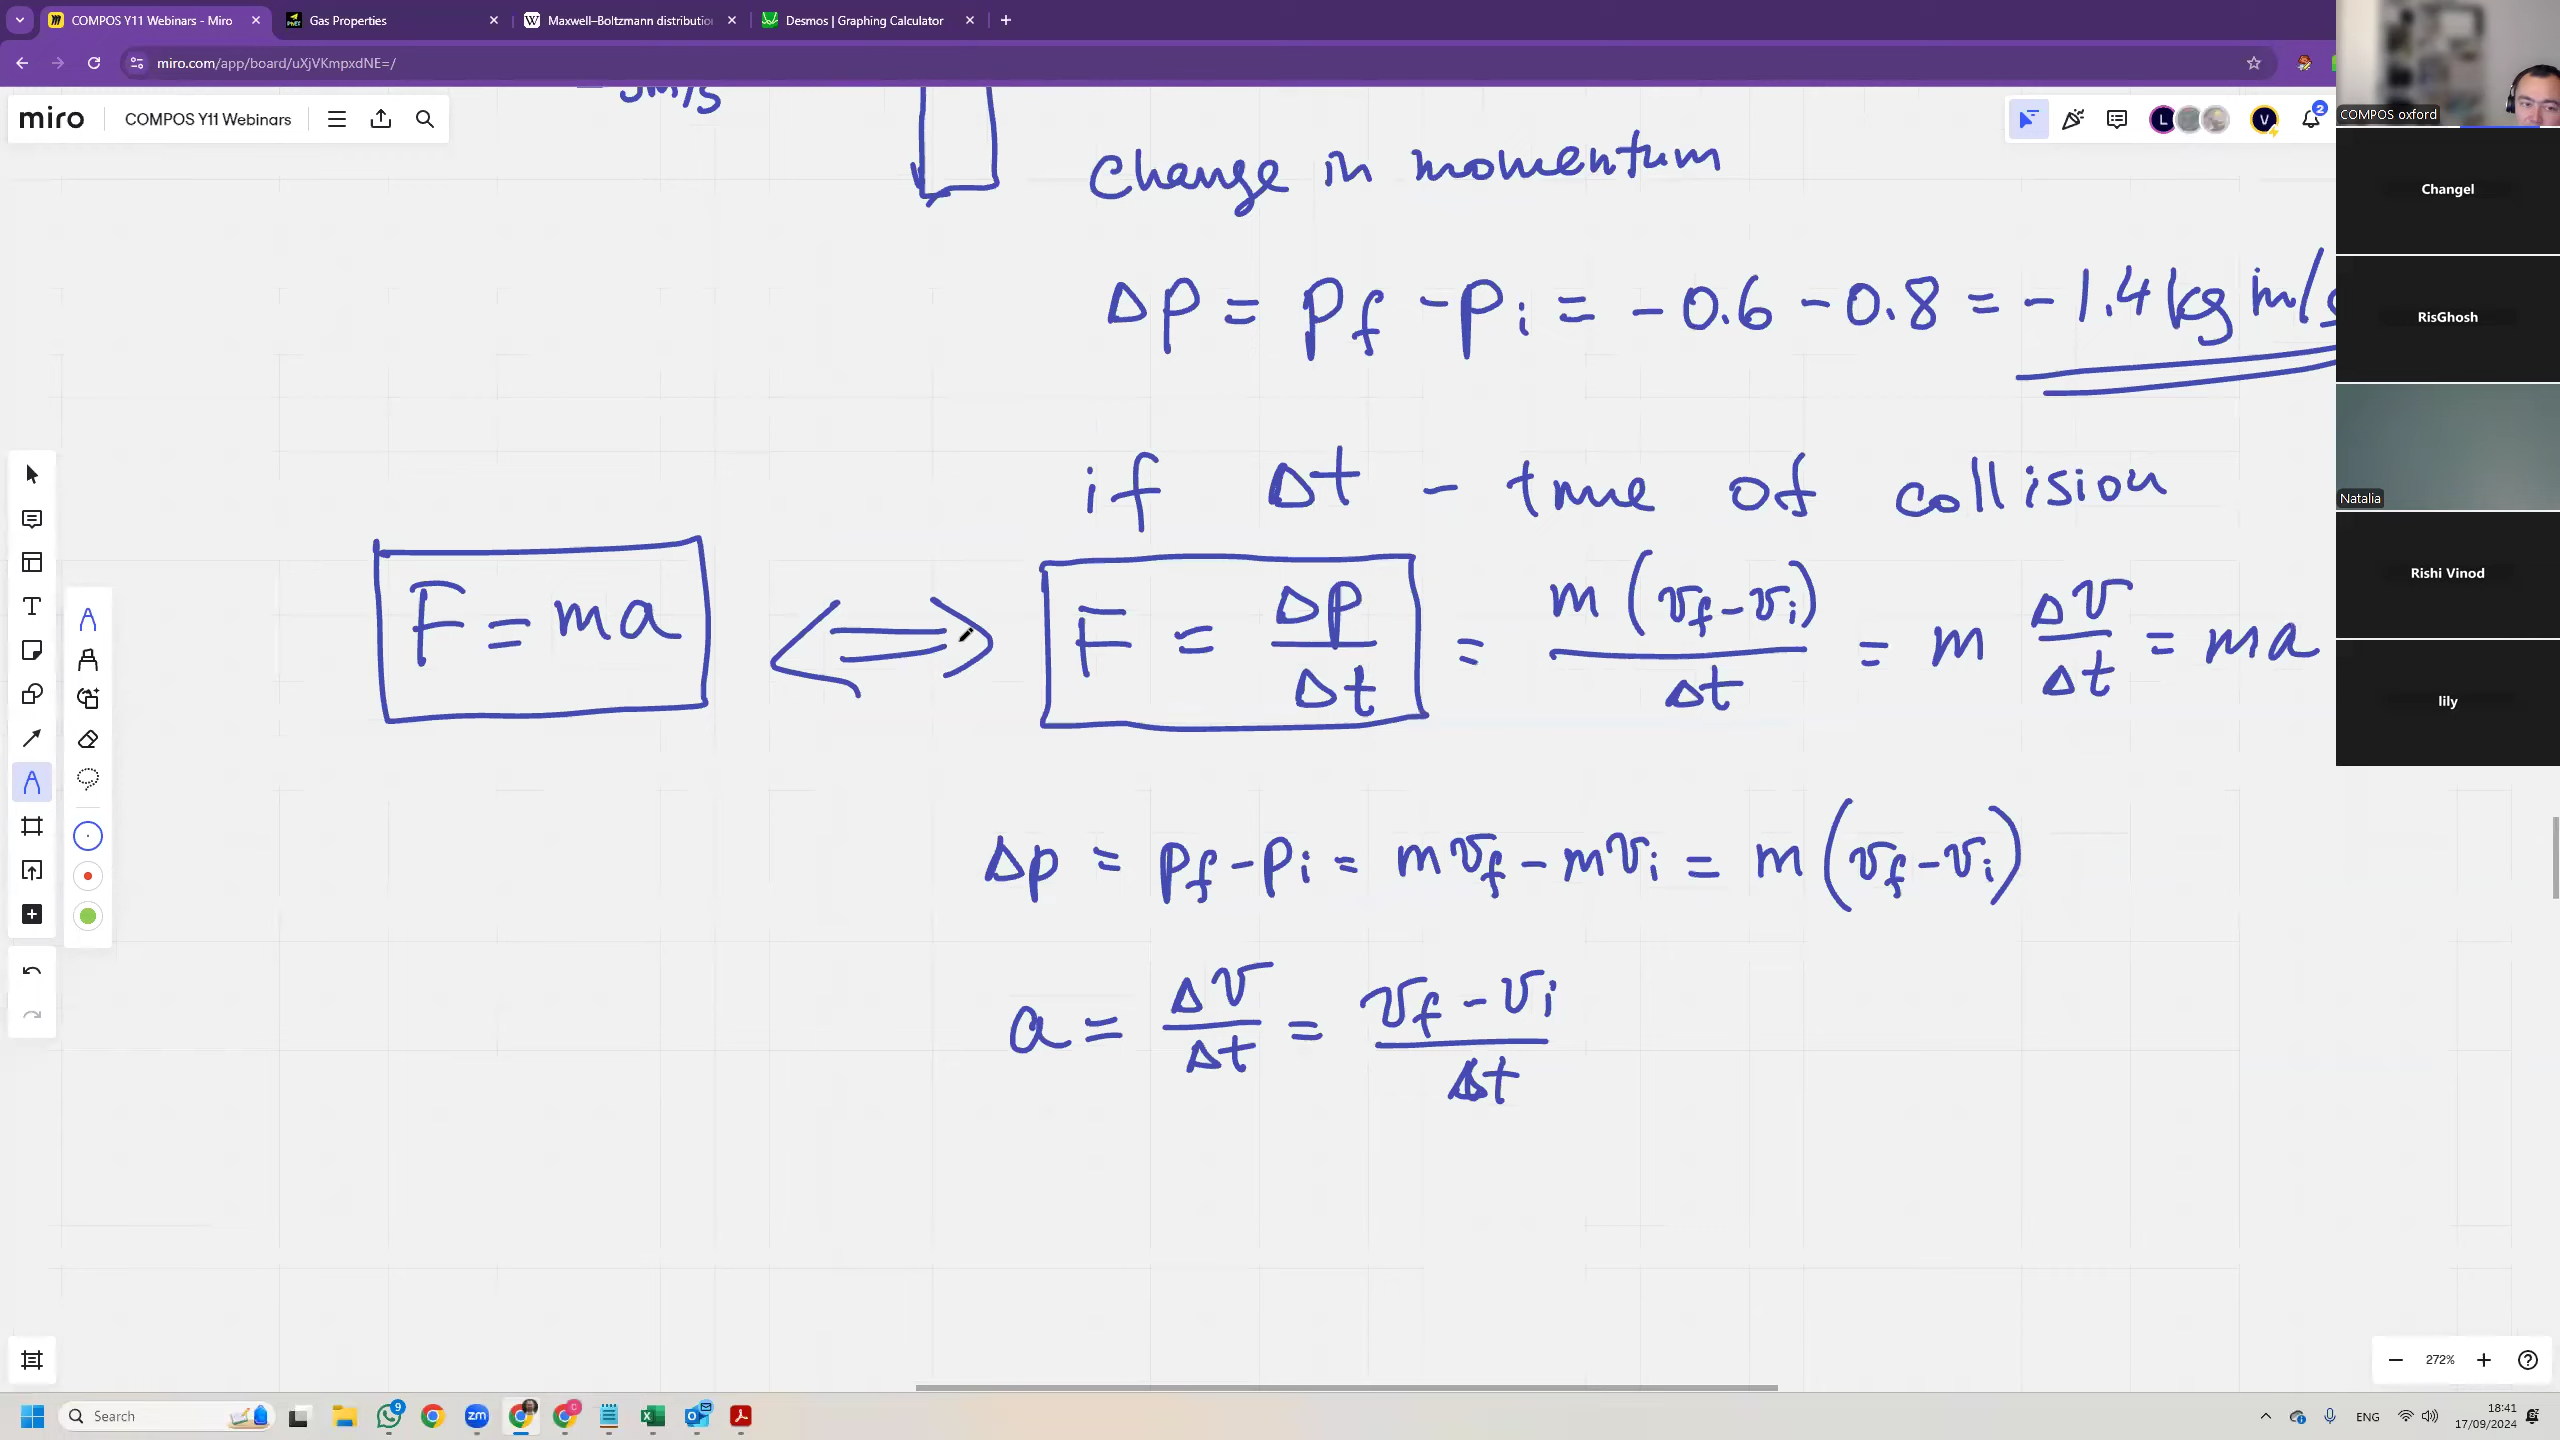 COMPOS Y11 Webinars - Miro
Gas Properties
Maxwell–Boltzmann distributio
Desmos | Graphing Calculator
miro.com/app/board/uXjVKmpxdNE=/
miro
COMPOS Y11 Webinars
L
V
2
COMPOS oxford
Changel
RisGhosh
Natalia
Rishi Vinod
lily
3m/s
Change in momentum
Δp = pf - pi = - 0.6 - 0.8 = - 1.4 kg m/s
if Δt - time of collision
F = ma <=> F = Δp/Δt = m(vf-vi)/Δt = m Δv/Δt = ma
Δp = pf - pi = mvf - mvi = m(vf-vi)
a = Δv/Δt = vf - vi/Δt
272%
Search
9
zm
ENG
18:41
17/09/2024